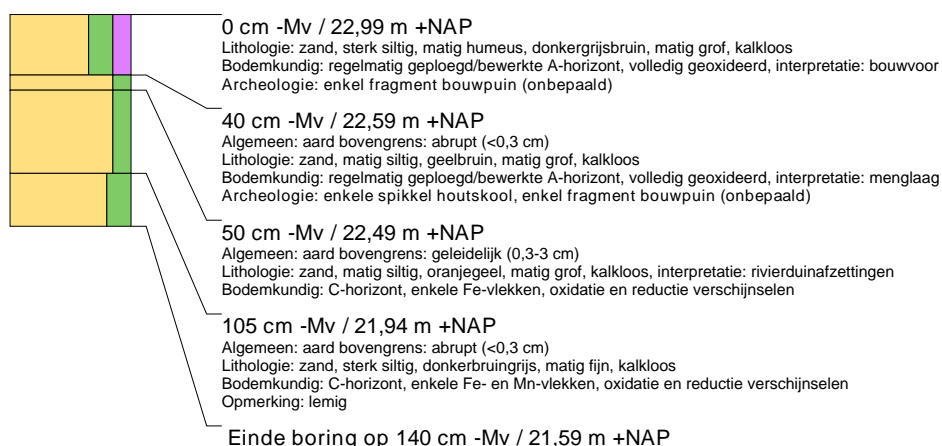 0 cm -Mv / 22,99 m +NAP
Lithologie: zand, sterk siltig, matig humeus, donkergrijsbruin, matig grof, kalkloos
Bodemkundig: regelmatig geploegd/bewerkte A-horizont, volledig geoxideerd, interpretatie: bouwvoor
Archeologie: enkel fragment bouwpuin (onbepaald)
40 cm -Mv / 22,59 m +NAP
Algemeen: aard bovengrens: abrupt (<0,3 cm)
Lithologie: zand, matig siltig, geelbruin, matig grof, kalkloos
Bodemkundig: regelmatig geploegd/bewerkte A-horizont, volledig geoxideerd, interpretatie: menglaag
Archeologie: enkele spikkel houtskool, enkel fragment bouwpuin (onbepaald)
50 cm -Mv / 22,49 m +NAP
Algemeen: aard bovengrens: geleidelijk (0,3-3 cm)
Lithologie: zand, matig siltig, oranjegeel, matig grof, kalkloos, interpretatie: rivierduinafzettingen
Bodemkundig: C-horizont, enkele Fe-vlekken, oxidatie en reductie verschijnselen
105 cm -Mv / 21,94 m +NAP
Algemeen: aard bovengrens: abrupt (<0,3 cm)
Lithologie: zand, sterk siltig, donkerbruingrijs, matig fijn, kalkloos
Bodemkundig: C-horizont, enkele Fe- en Mn-vlekken, oxidatie en reductie verschijnselen
Opmerking: lemig
Einde boring op 140 cm -Mv / 21,59 m +NAP